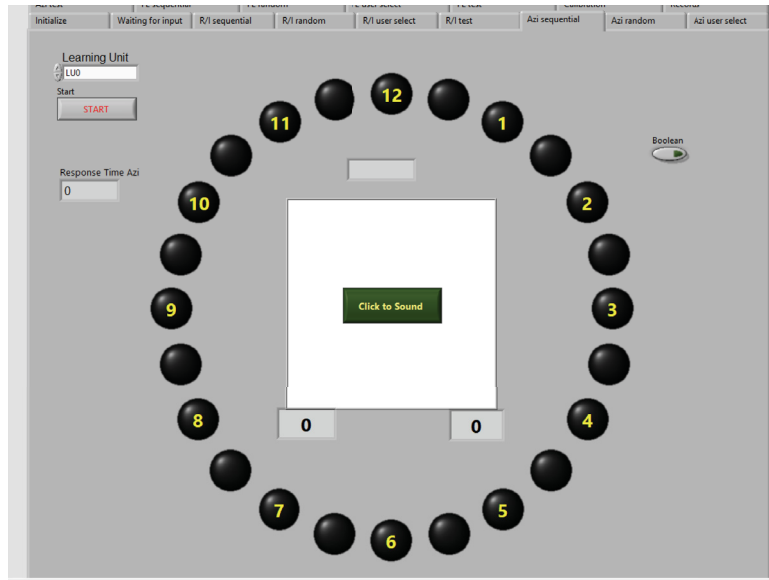 Initialize Waiting for input R/I sequential R/I random R/I user select R/I test Azi sequential Azi random Azi user select
Learning Unit
LU0
Start
START
Response Time Azi
0
Boolean
12
11 1
10 2
Click to Sound
9 3
8 4
0 0
7 5
6